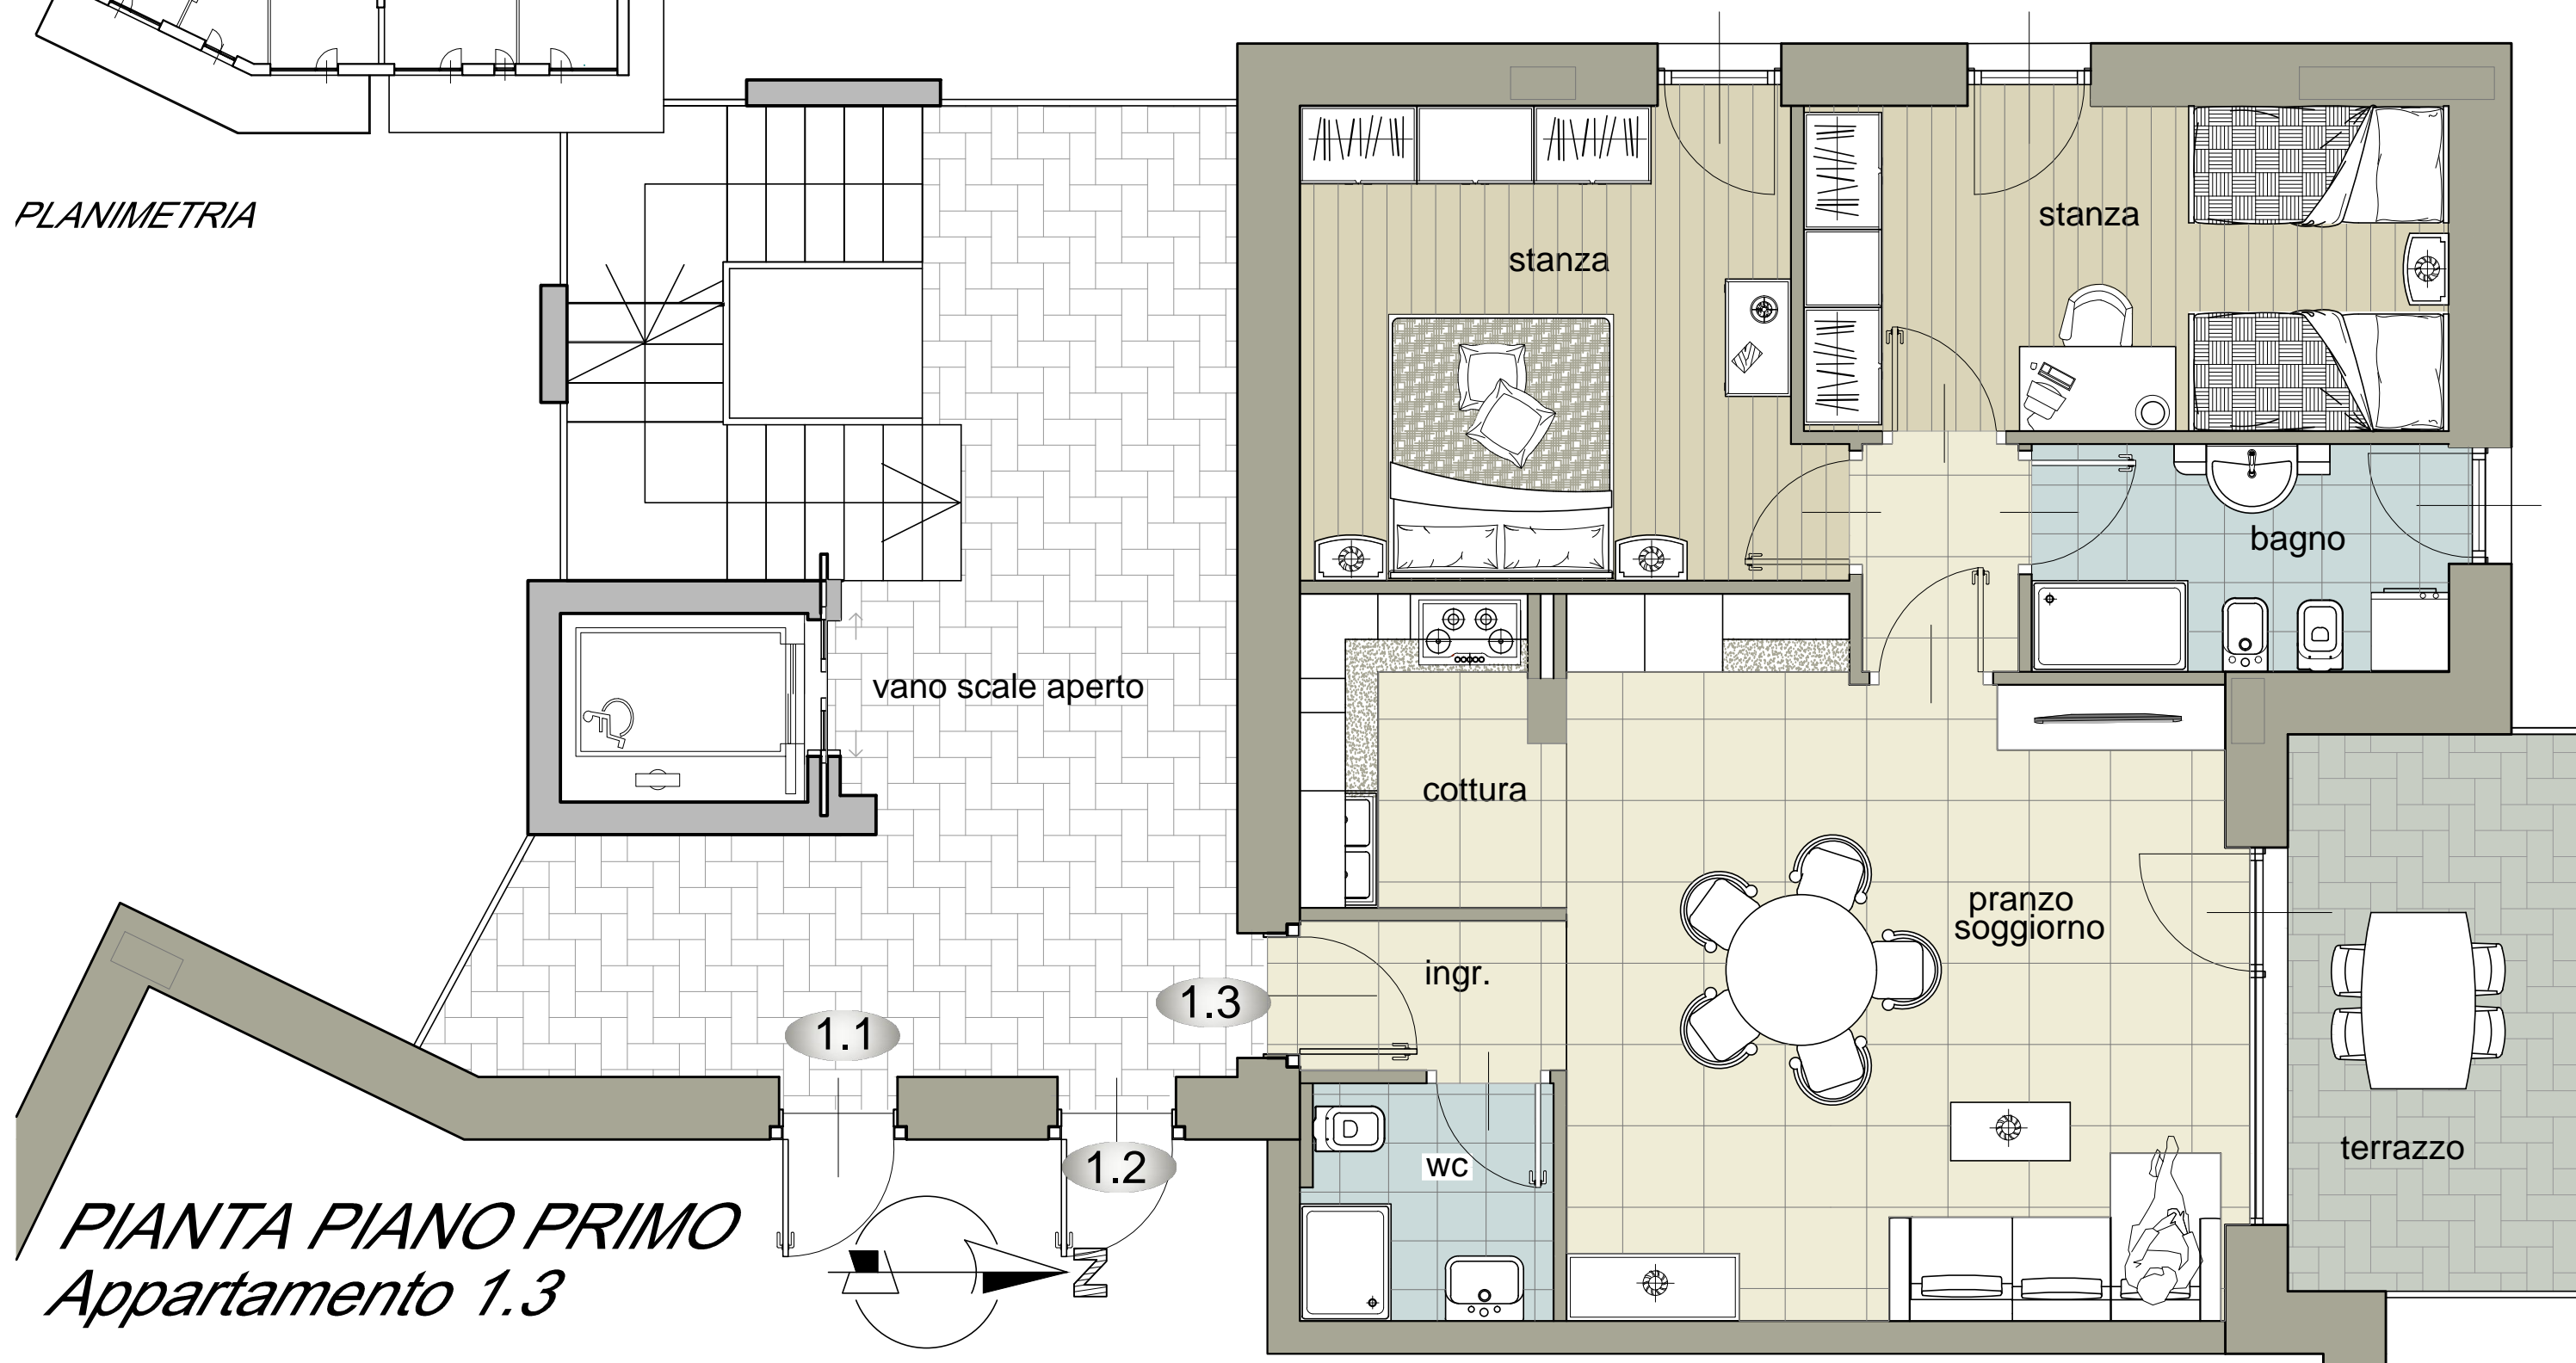 PLANIMETRIA
stanza
stanza
bagno
vano scale aperto
cottura
pranzo
soggiorno
ingr.
1.3
1.1
1.2
wc
terrazzo
PIANTA PIANO PRIMO
Appartamento 1.3
N